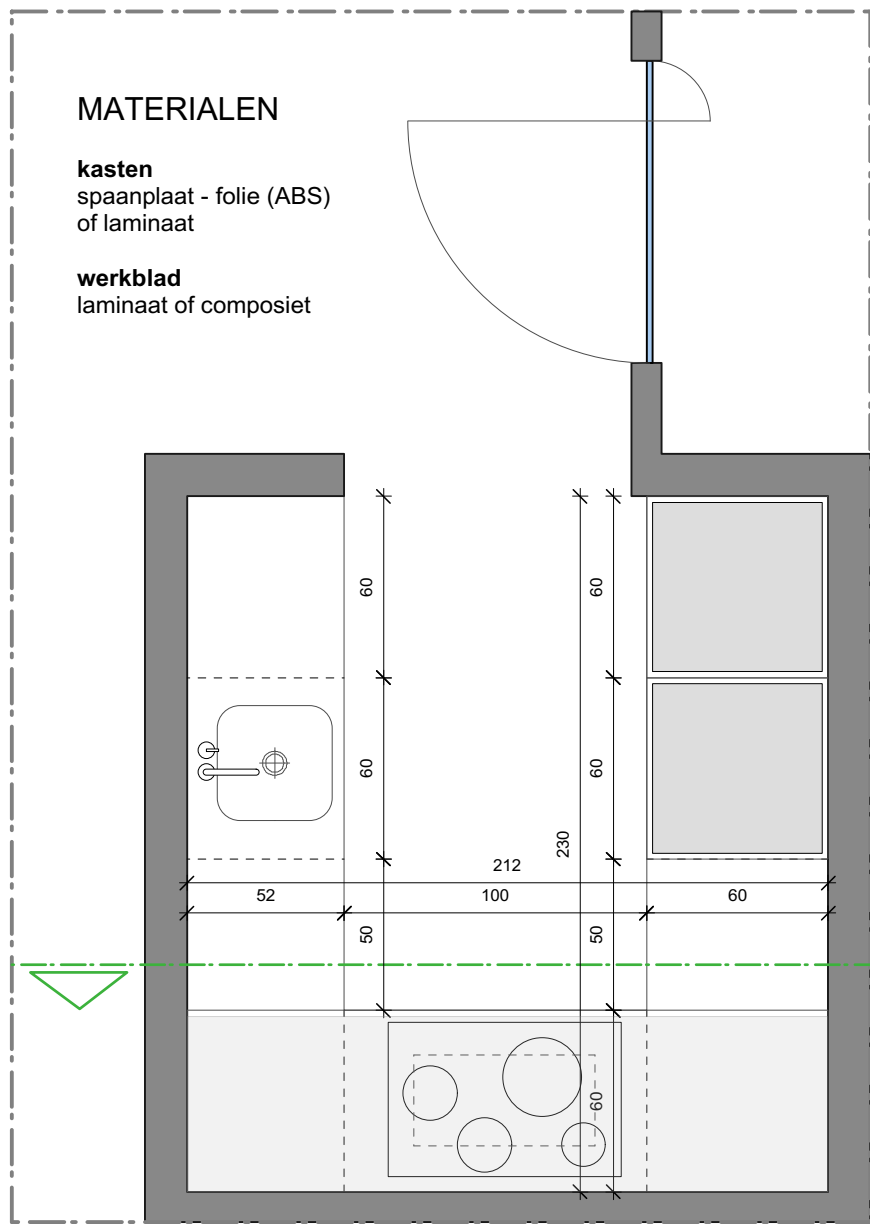 MATERIALEN
kasten
spaanplaat - folie (ABS)
of laminaat
werkblad
laminaat of composiet
60
60
60
60
230
212
52
100
60
50
50
60